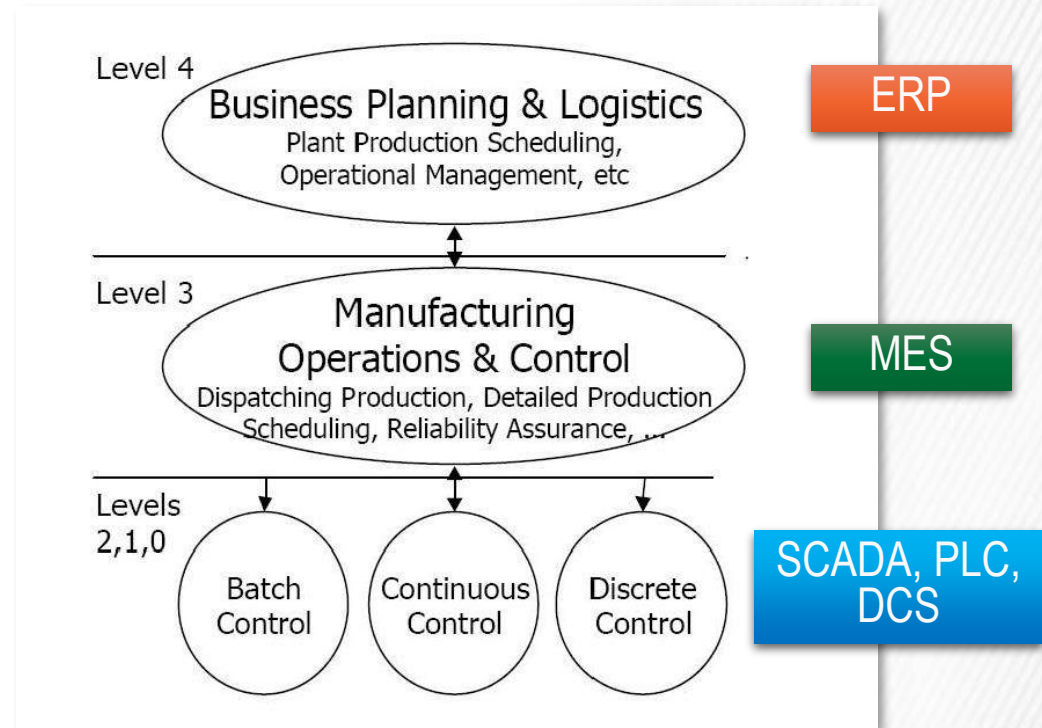 Level 4
Business Planning & Logistics
Plant Production Scheduling,
Operational Management, etc
ERP
Level 3
Manufacturing
Operations & Control
Dispatching Production, Detailed Production
Scheduling, Reliability Assurance, ...
MES
Levels
2,1,0
Batch
Control
Continuous
Control
Discrete
Control
SCADA, PLC,
DCS